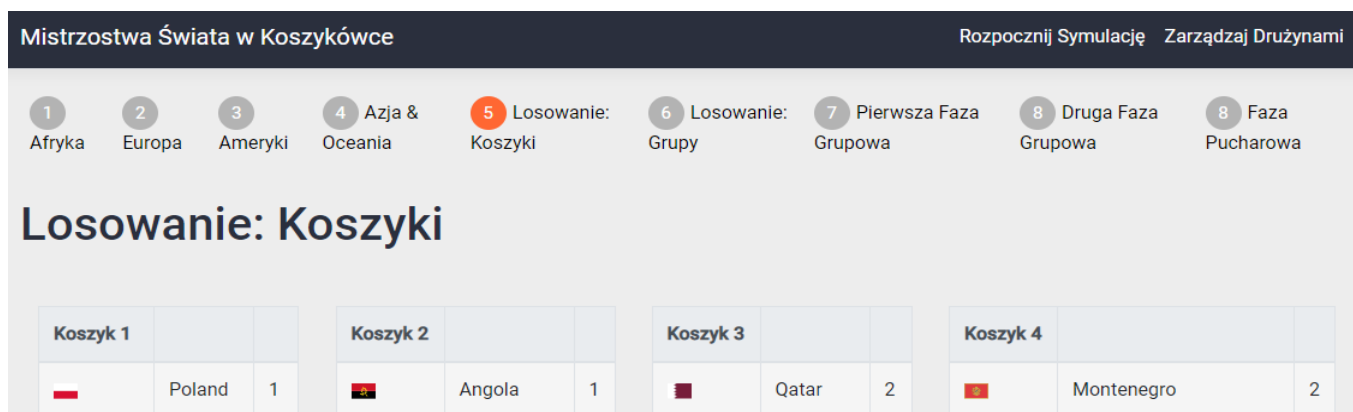 Mistrzostwa Świata w Koszykówce Rozpocznij Symulację Zarządzaj Drużynami
1 2 3 4 Azja & 5 Losowanie: 6 Losowanie: 7 Pierwsza Faza 8 Druga Faza 8 Faza
Afryka Europa Ameryki Oceania Koszyki Grupy Grupowa Grupowa Pucharowa
Losowanie: Koszyki
Koszyk 1 Koszyk 2 Koszyk 3 Koszyk 4
Poland 1 Angola 1 Qatar 2 Montenegro 2